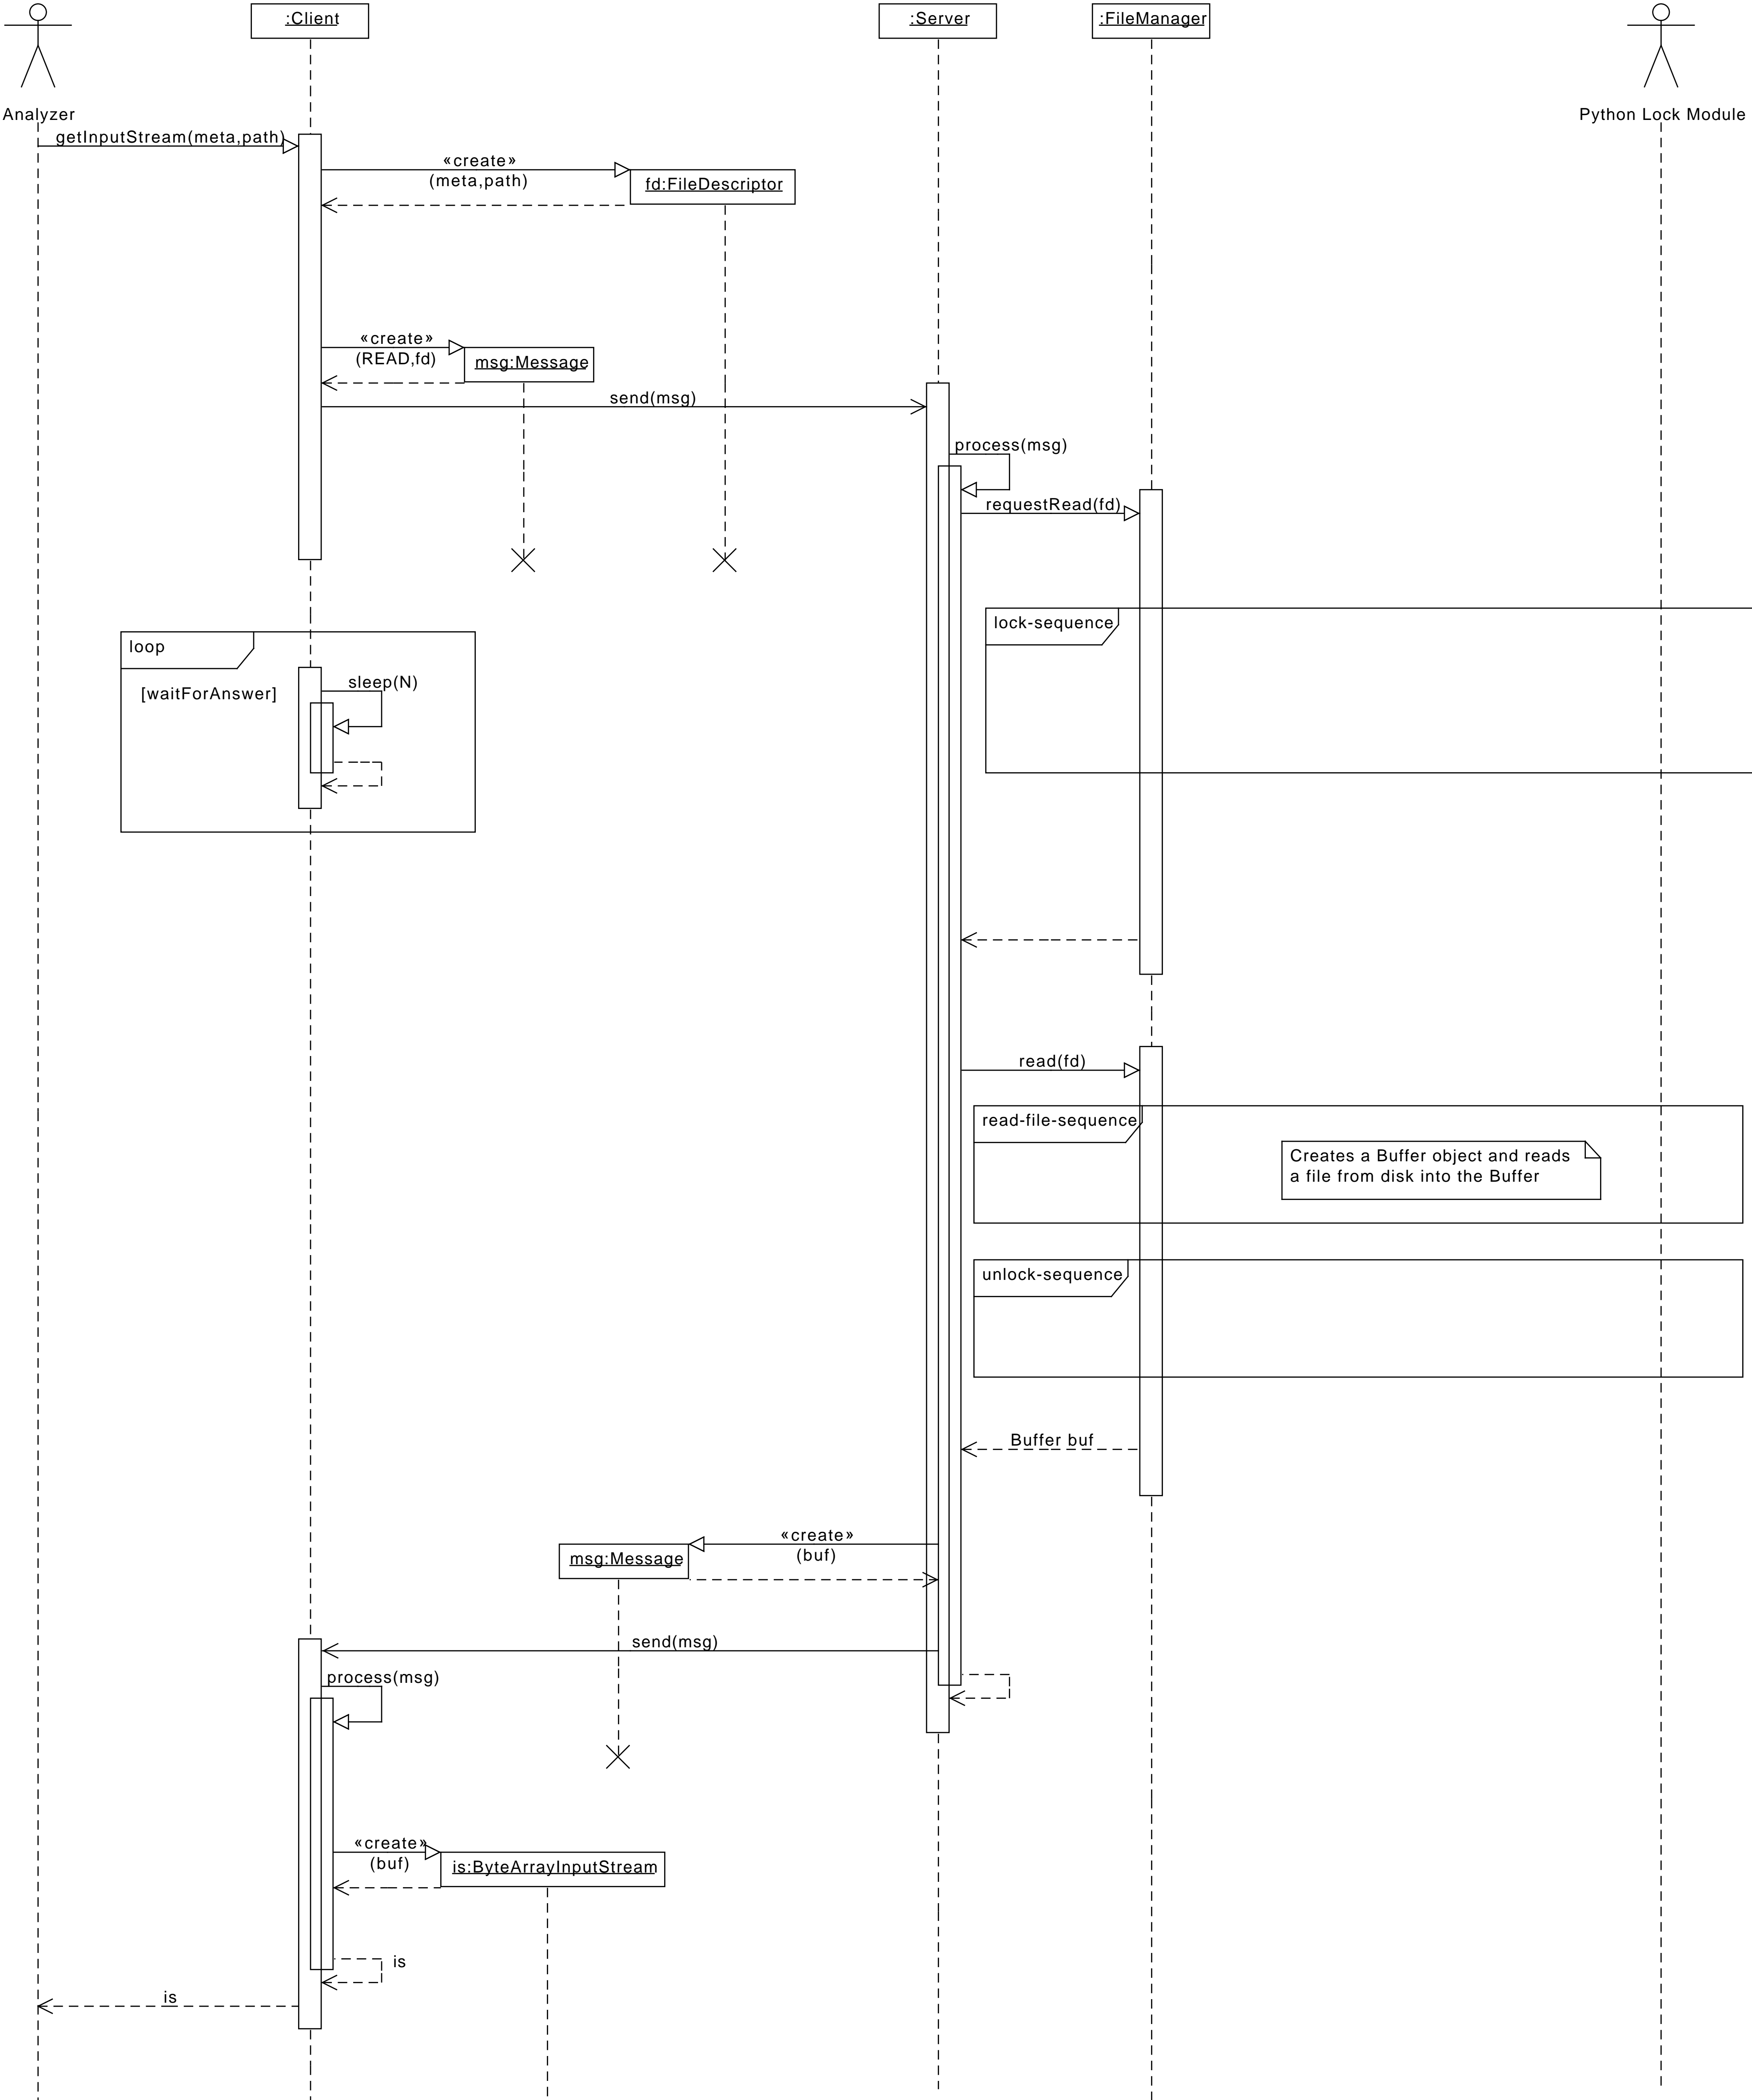 :Client
:Server
:FileManager
Analyzer
Python Lock Module
getInputStream(meta,path)
«create»
(meta,path)
fd:FileDescriptor
«create»
(READ,fd)
msg:Message
send(msg)
process(msg)
requestRead(fd)
lock-sequence
loop
[waitForAnswer]
sleep(N)
read(fd)
read-file-sequence
Creates a Buffer object and reads
a file from disk into the Buffer
unlock-sequence
Buffer buf
«create»
(buf)
msg:Message
send(msg)
process(msg)
«create»
(buf)
is:ByteArrayInputStream
is
is